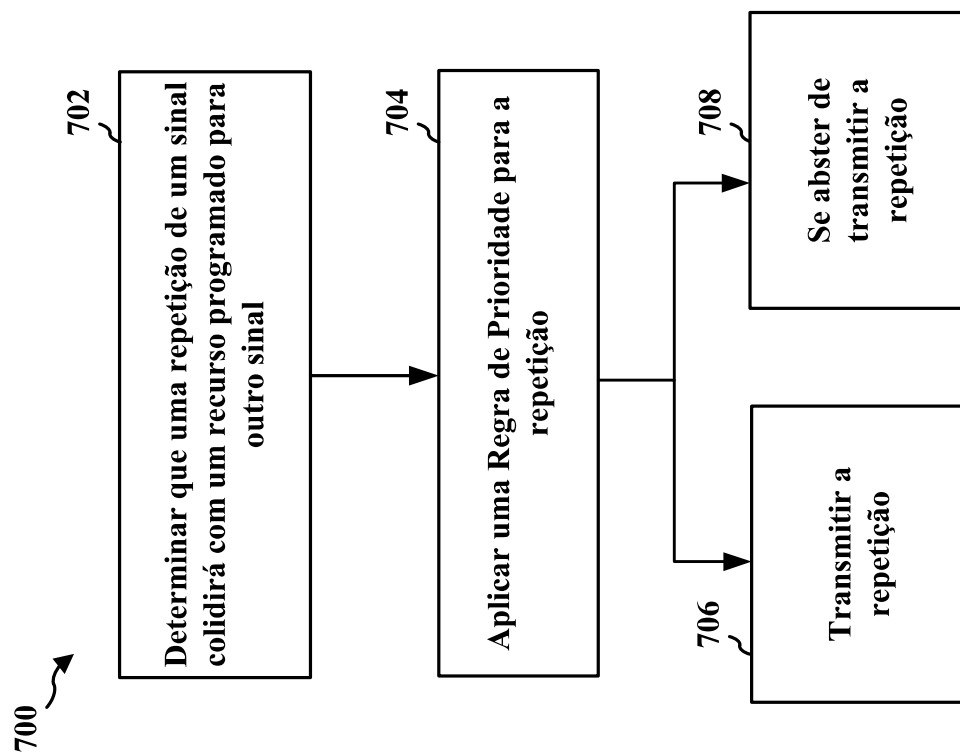 700
702
Determinar que uma repetição de um sinal
colidirá com um recurso programado para
outro sinal
704
Aplicar uma Regra de Prioridade para a
repetição
706
Transmitir a
repetição
708
Se abster de
transmitir a
repetição